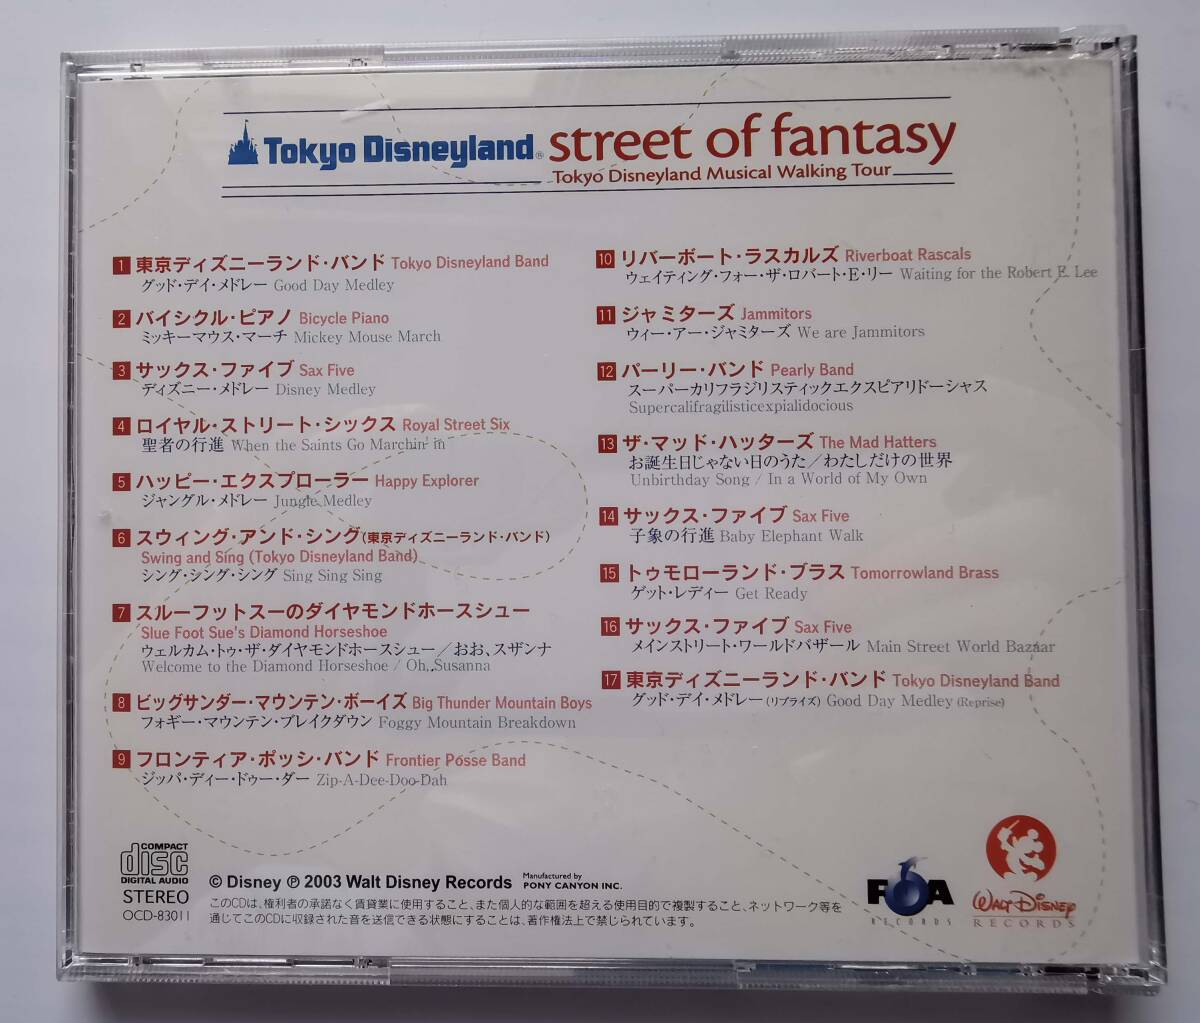 Tokyo Disneyland® street of fantasy
Tokyo Disneyland Musical Walking Tour
1 東京ディズニーランド・バンド Tokyo Disneyland Band
グッド・デイ・メドレー Good Day Medley
2 バイシクル・ピアノ Bicycle Piano
ミッキーマウス・マーチ Mickey Mouse March
3 サックス・ファイブ Sax Five
ディズニー・メドレー Disney Medley
4 ロイヤル・ストリート・シックス Royal Street Six
聖者の行進 When the Saints Go Marchin' in
5 ハッピー・エクスプローラー Happy Explorer
ジャングル・メドレー Jungle Medley
6 スウィング・アンド・シング(東京ディズニーランド・バンド)
Swing and Sing (Tokyo Disneyland Band)
シング・シング・シング Sing Sing Sing
7 スルーフットスーのダイヤモンドホースシュー
Slue Foot Sue's Diamond Horseshoe
ウェルカム・トゥ・ザ・ダイヤモンドホースシュー/おお、スザンナ
Welcome to the Diamond Horseshoe / Oh, Susanna
8 ビッグサンダー・マウンテン・ボーイズ Big Thunder Mountain Boys
フォギー・マウンテン・ブレイクダウン Foggy Mountain Breakdown
9 フロンティア・ポッシ・バンド Frontier Posse Band
ジッパ・ディー・ドゥー・ダー Zip-A-Dee-Doo-Dah
10 リバーボート・ラスカルズ Riverboat Rascals
ウェイティング・フォー・ザ・ロバート・E・リー Waiting for the Robert E. Lee
11 ジャミターズ Jammitors
ウィー・アー・ジャミターズ We are Jammitors
12 パーリー・バンド Pearly Band
スーパーカリフラジリスティックエクスピアリドーシャス
Supercalifragilisticexpialidocious
13 ザ・マッド・ハッターズ The Mad Hatters
お誕生日じゃない日のうた/わたしだけの世界
Unbirthday Song / In a World of My Own
14 サックス・ファイブ Sax Five
子象の行進 Baby Elephant Walk
15 トゥモローランド・ブラス Tomorrowland Brass
ゲット・レディー Get Ready
16 サックス・ファイブ Sax Five
メインストリート・ワールドバザール Main Street World Bazaar
17 東京ディズニーランド・バンド Tokyo Disneyland Band
グッド・デイ・メドレー(リプライズ) Good Day Medley (Reprise)
COMPACT
disc
DIGITAL AUDIO
STEREO
OCD-83011
© Disney ℗ 2003 Walt Disney Records Manufactured by PONY CANYON INC.
このCDは、権利者の承諾なく賃貸業に使用すること、また個人的な範囲を超える使用目的で複製すること、ネットワーク等を
通じてこのCDに収録された音を送信できる状態にすることは、著作権法上で禁じられています。
FOA
RECORDS
WALT DISNEY
RECORDS